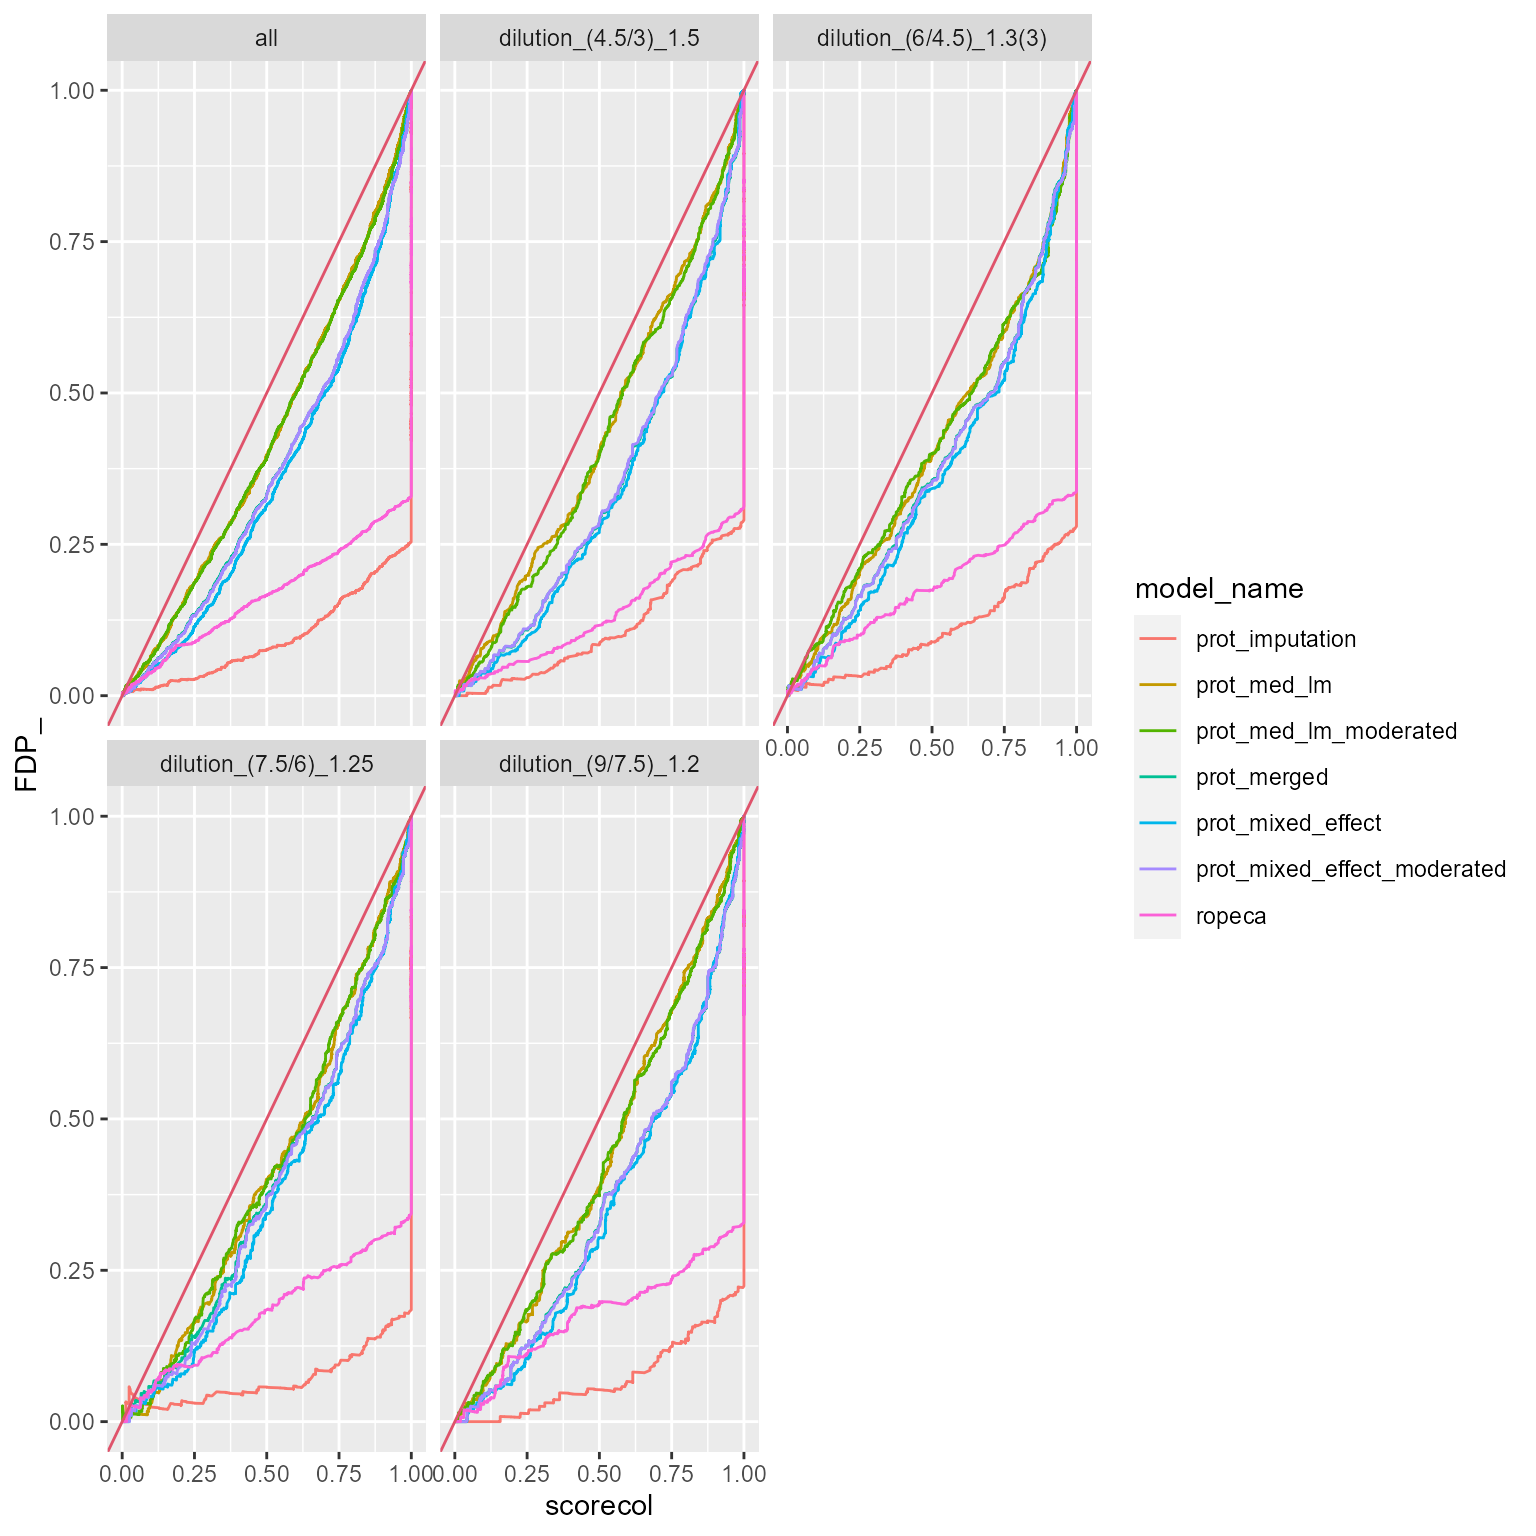 all
dilution_(4.5/3)_1.5
dilution_(6/4.5)_1.3(3)
1.00
0.75
0.50
0.25
0.00
0.00 0.25 0.50 0.75 1.00
dilution_(7.5/6)_1.25
dilution_(9/7.5)_1.2
1.00
0.75
0.50
0.25
0.00
0.00 0.25 0.50 0.75 1.00
0.00 0.25 0.50 0.75 1.00
scorecol
FDP_
model_name
prot_imputation
prot_med_lm
prot_med_lm_moderated
prot_merged
prot_mixed_effect
prot_mixed_effect_moderated
ropeca